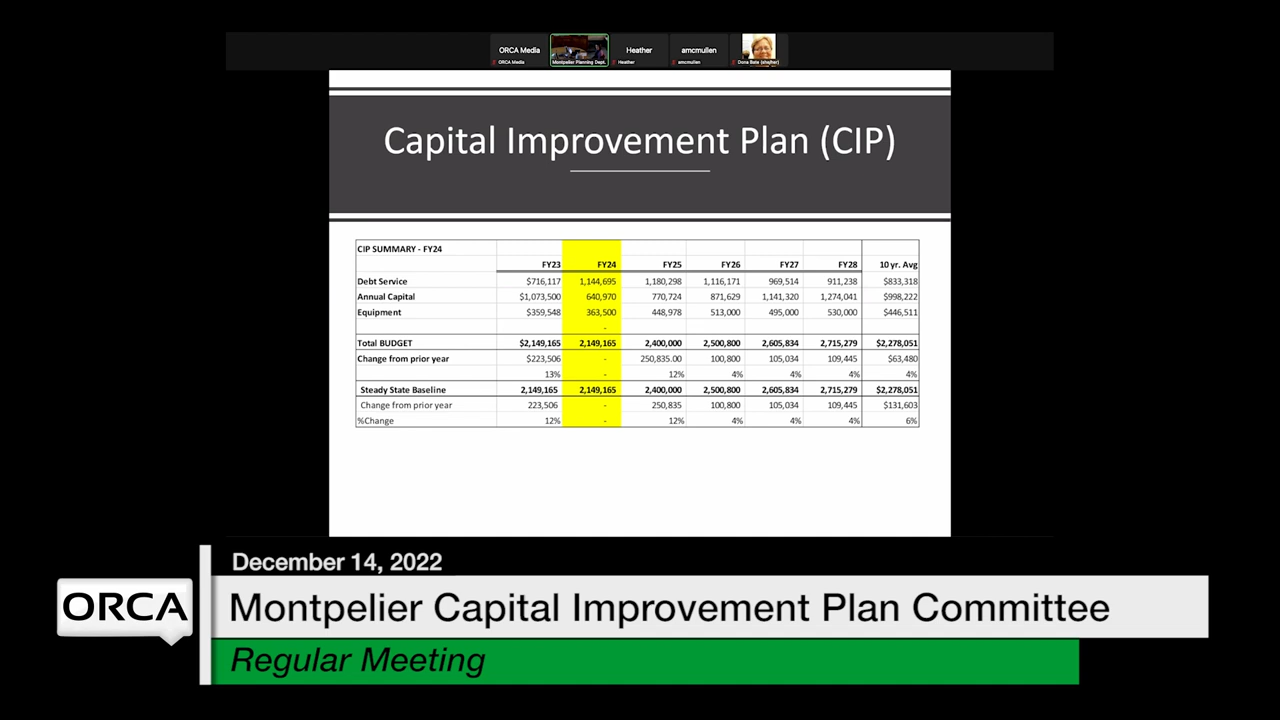 ORCA Media Heather amcmullen
ORCA Media Montpelier Planning Dept. Heather amcmullen Dona Bate (she/her)
Capital Improvement Plan (CIP)
CIP SUMMARY - FY24
FY23 FY24 FY25 FY26 FY27 FY28 10 yr. Avg
Debt Service $716,117 1,144,695 1,180,298 1,116,171 969,514 911,238 $833,318
Annual Capital $1,073,500 640,970 770,724 871,629 1,141,320 1,274,041 $998,222
Equipment $359,548 363,500 448,978 513,000 495,000 530,000 $446,511
-
Total BUDGET $2,149,165 2,149,165 2,400,000 2,500,800 2,605,834 2,715,279 $2,278,051
Change from prior year $223,506 - 250,835.00 100,800 105,034 109,445 $63,480
13% - 12% 4% 4% 4% 4%
Steady State Baseline 2,149,165 2,149,165 2,400,000 2,500,800 2,605,834 2,715,279 $2,278,051
Change from prior year 223,506 - 250,835 100,800 105,034 109,445 $131,603
%Change 12% - 12% 4% 4% 4% 6%
December 14, 2022
ORCA Montpelier Capital Improvement Plan Committee
Regular Meeting